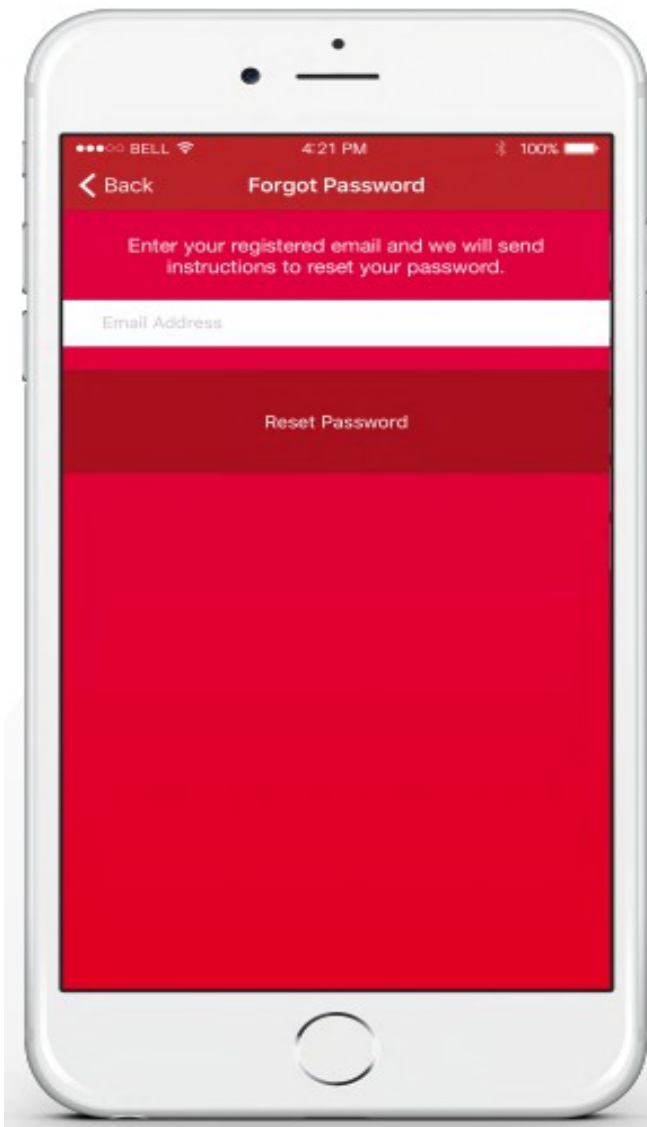 BELL 4:21 PM 100%
Back Forgot Password
Enter your registered email and we will send
instructions to reset your password.
Email Address
Reset Password